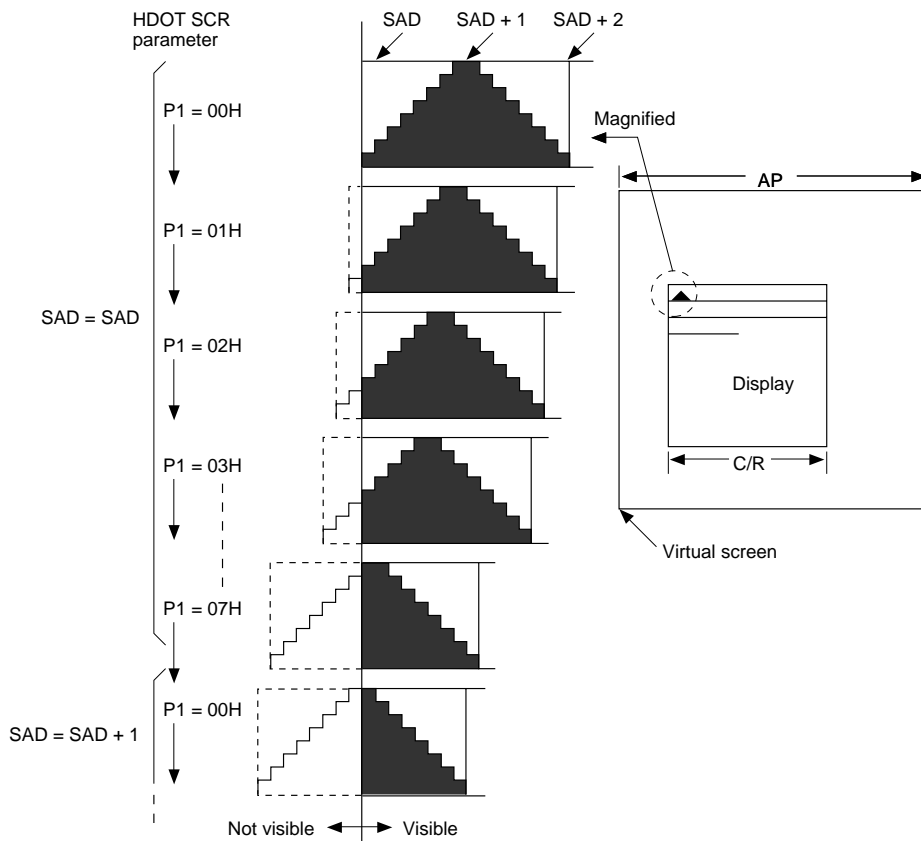 HDOT SCR
parameter
SAD
SAD + 1
SAD + 2
P1 = 00H
Magnified
AP
P1 = 01H
SAD = SAD
P1 = 02H
Display
P1 = 03H
C/R
Virtual screen
P1 = 07H
P1 = 00H
SAD = SAD + 1
Not visible
Visible